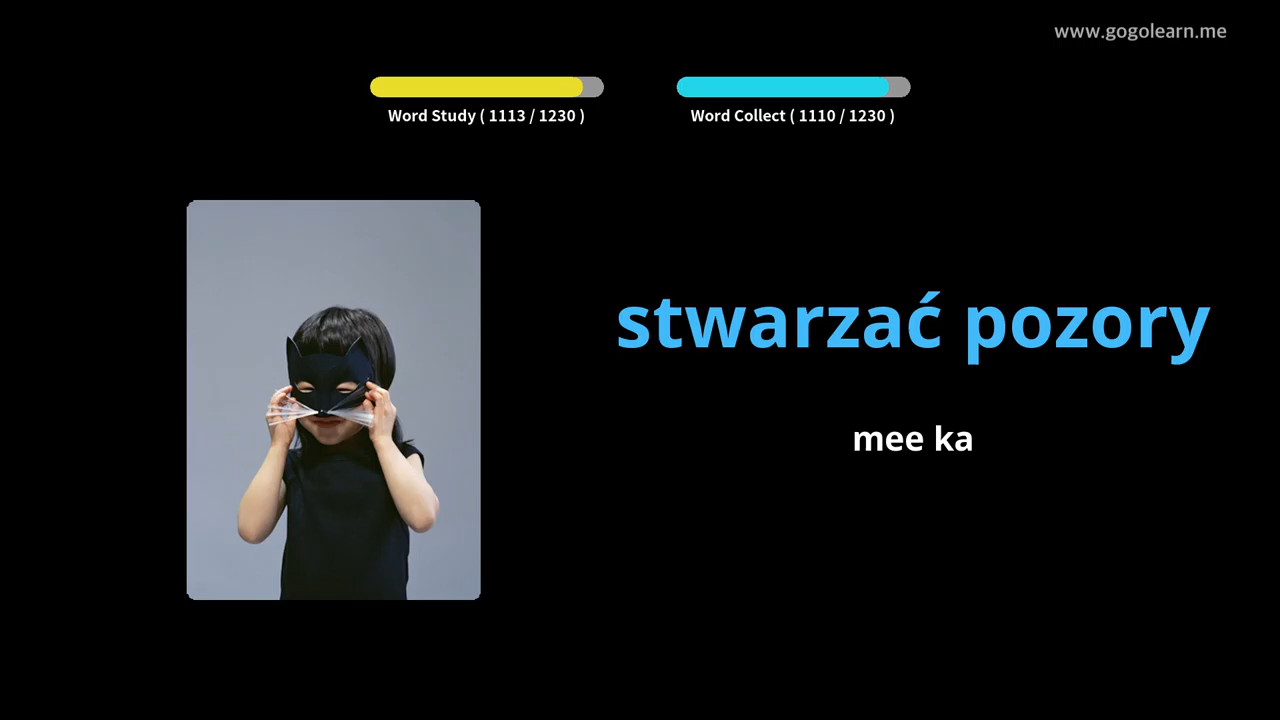 www.gogolearn.me
Word Study ( 1113 / 1230 )
Word Collect ( 1110 / 1230 )
stwarzać pozory
mee ka